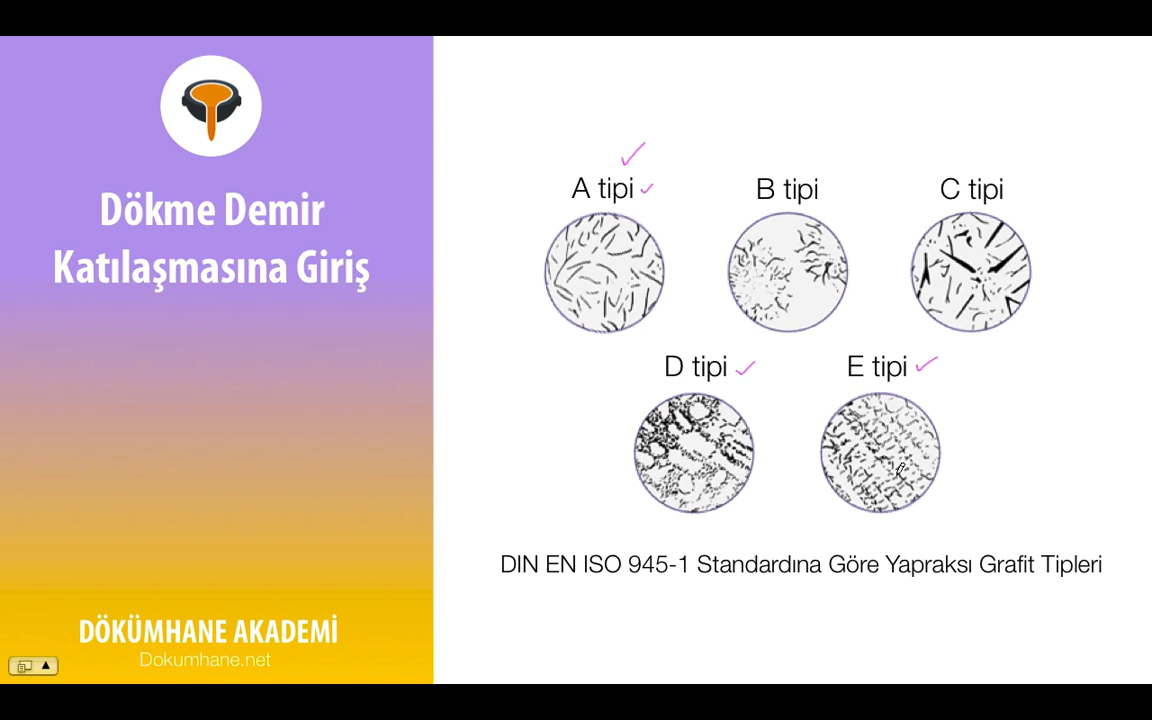 Dökme Demir
Katılaşmasına Giriş
DÖKÜMHANE AKADEMİ
Dokumhane.net
A tipi
B tipi
C tipi
D tipi
E tipi
DIN EN ISO 945-1 Standardına Göre Yapraksı Grafit Tipleri